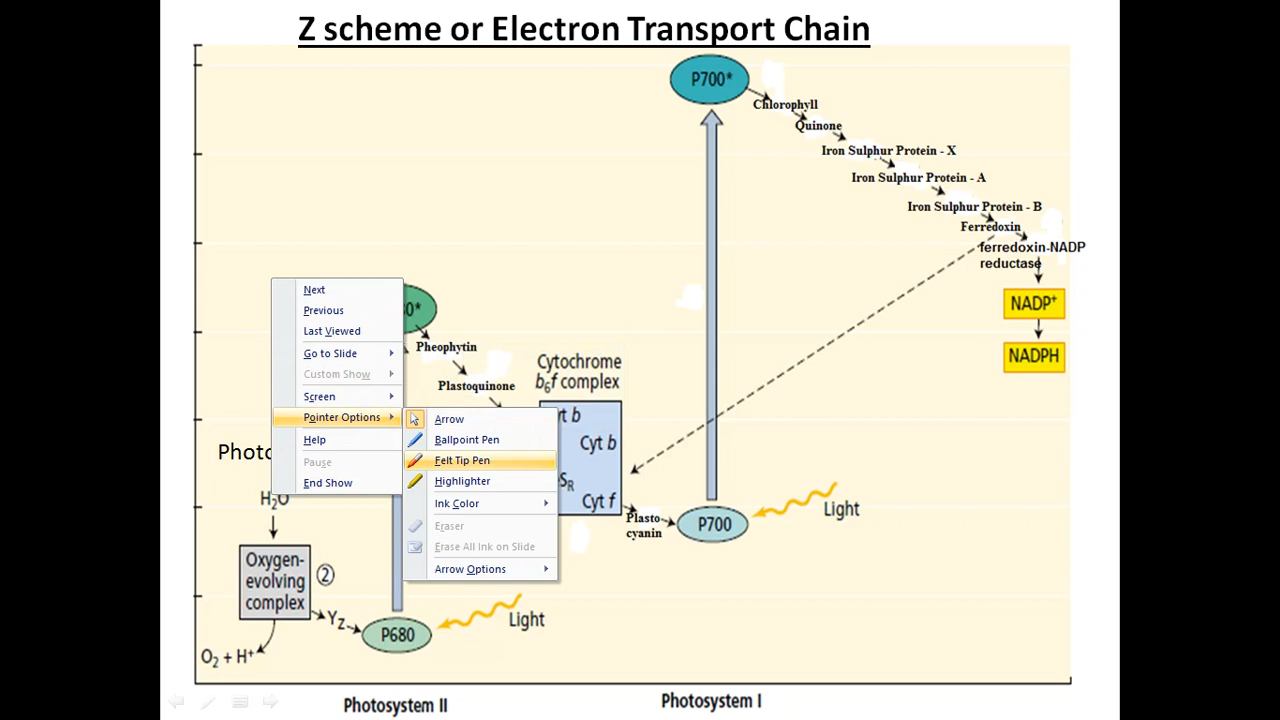 Z scheme or Electron Transport Chain
P700*
Chlorophyll
Quinone
Iron Sulphur Protein - X
Iron Sulphur Protein - A
Iron Sulphur Protein - B
Ferredoxin
ferredoxin-NADP
reductase
NADP+
NADPH
Next
Previous
Last Viewed
Go to Slide
Custom Show
Screen
Pointer Options
Help
Pause
End Show
Arrow
Ballpoint Pen
Felt Tip Pen
Highlighter
Ink Color
Eraser
Erase All Ink on Slide
Arrow Options
0*
Pheophytin
Plastoquinone
Cytochrome
b6f complex
yt b
Cyt b
SR
Cyt f
Plasto
cyanin
P700
Light
Photo
H2O
Oxygen-
evolving
complex
②
Yz
P680
Light
O2 + H+
Photosystem II
Photosystem I